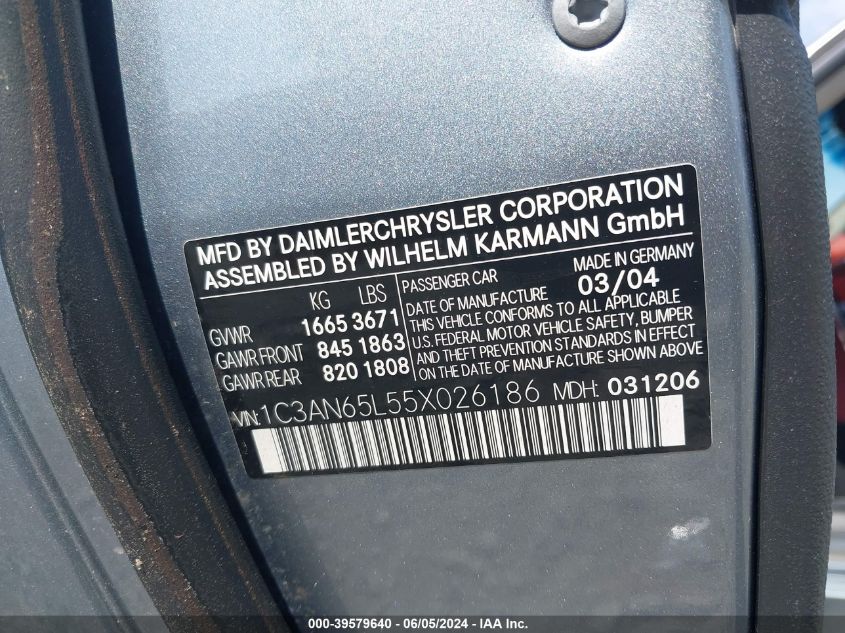 MFD BY DAIMLERCHRYSLER CORPORATION
ASSEMBLED BY WILHELM KARMANN GmbH
KG LBS
GVWR 1665 3671
GAWR FRONT 845 1863
GAWR REAR 820 1808
PASSENGER CAR MADE IN GERMANY
DATE OF MANUFACTURE 03/04
THIS VEHICLE CONFORMS TO ALL APPLICABLE
U.S. FEDERAL MOTOR VEHICLE SAFETY, BUMPER
AND THEFT PREVENTION STANDARDS IN EFFECT
ON THE DATE OF MANUFACTURE SHOWN ABOVE
VIN: 1C3AN65L55X026186 MDH: 031206
000-39579640 - 06/05/2024 - IAA Inc.